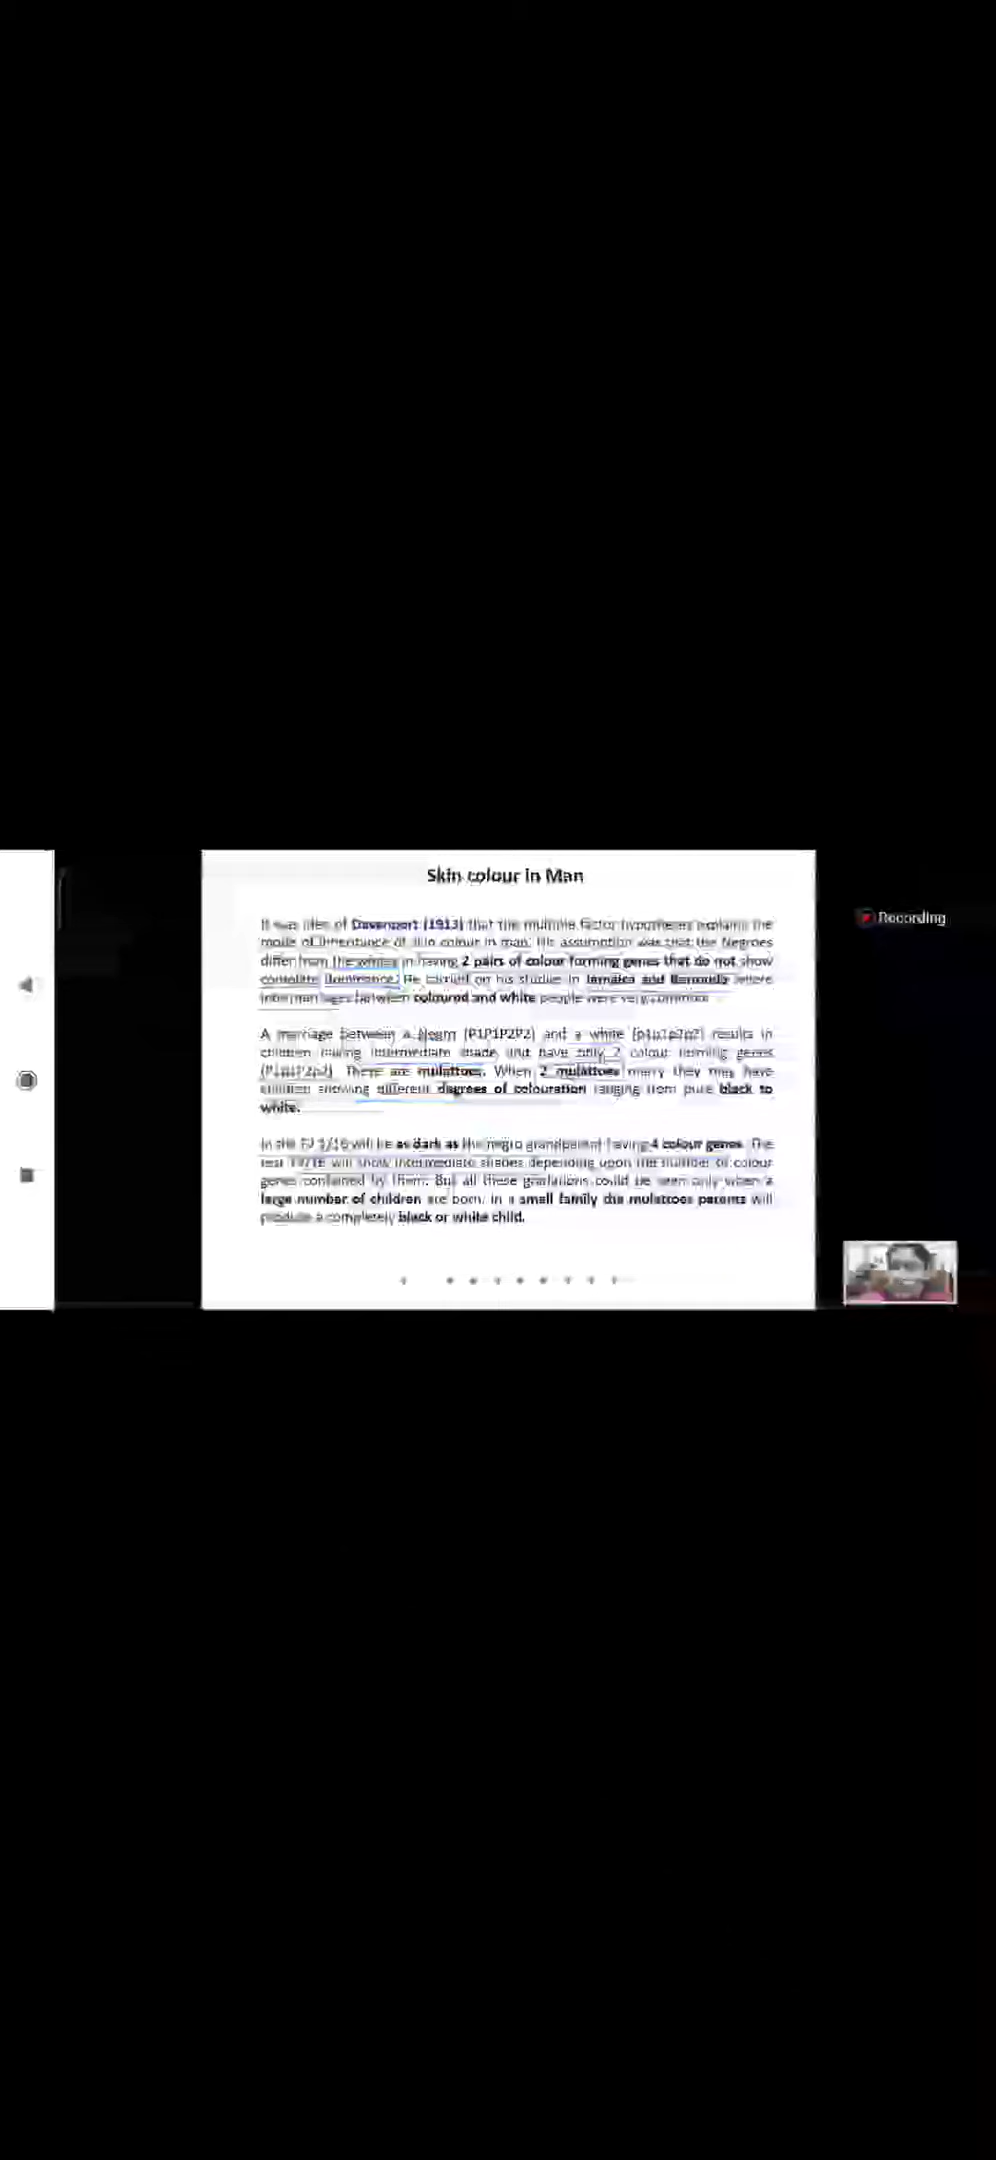 Skin colour in Man
It was idea of Davenport (1913) that the multiple factor hypothesis explains the
mode of inheritance of skin colour in man. His assumption was that the Negroes
differ from the whites in having 2 pairs of colour forming genes that do not show
complete dominance. He carried on his studies in Jamaica and Bermuda where
intermarriages between coloured and white people were very common.
A marriage between a Negro (P1P1P2P2) and a white (p1p1p2p2) results in
children having intermediate shade and have only 2 colour forming genes
(P1p1P2p2). There are mulattoes. When 2 mulattoes marry they may have
children showing different degrees of colouration ranging from pure black to
white.
In the 1/16 will be as dark as the negro grandparent having 4 colour genes. The
rest will show intermediate shades depending upon the number of colour
genes contained by them. But all these gradations could be seen only when a
large number of children are born. In a small family the mulattoes parents will
produce a completely black or white child.
Recording